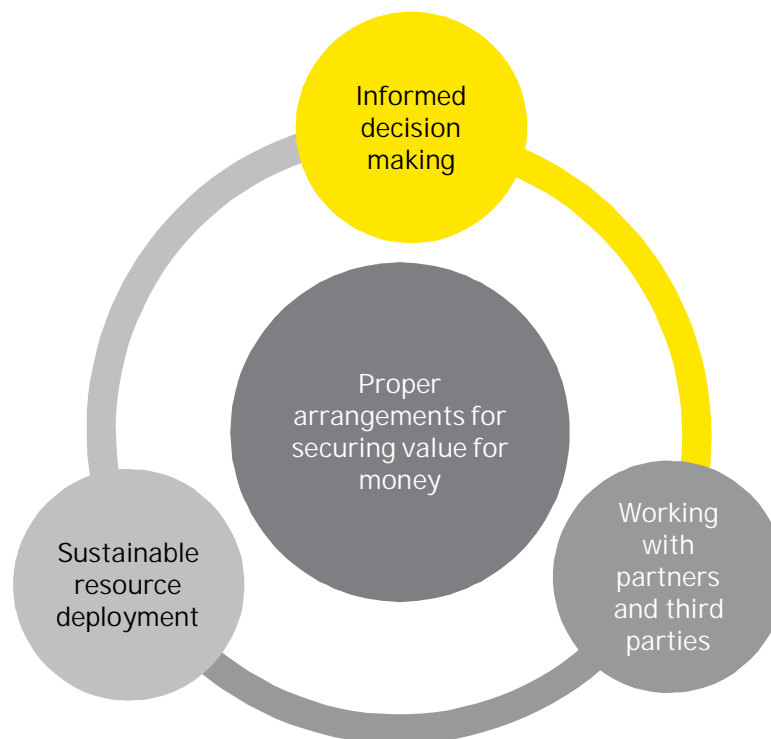 Informed
decision
making
Proper
arrangements for
securing value for
money
Sustainable
resource
deployment
Working
with
partners
and third
parties